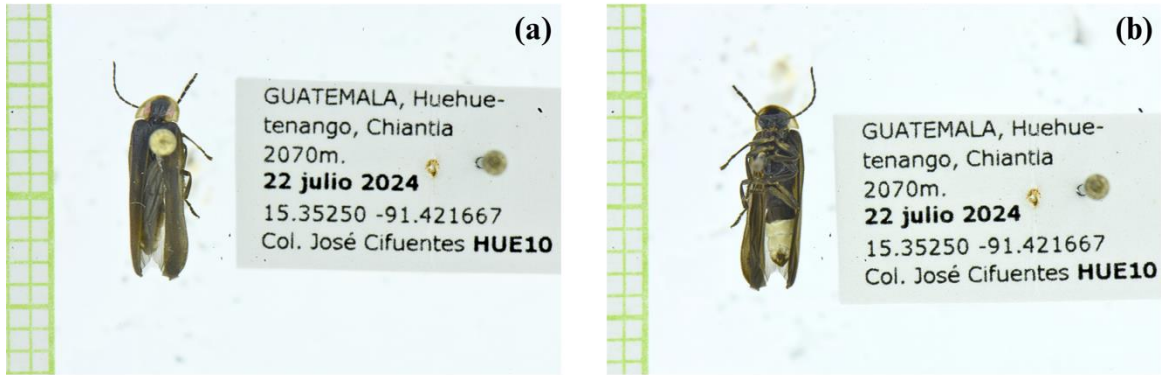 (a)
GUATEMALA, Huehue-
tenango, Chiantla
2070m.
22 julio 2024
15.35250 -91.421667
Col. José Cifuentes HUE10
(b)
GUATEMALA, Huehue-
tenango, Chiantla
2070m.
22 julio 2024
15.35250 -91.421667
Col. José Cifuentes HUE10